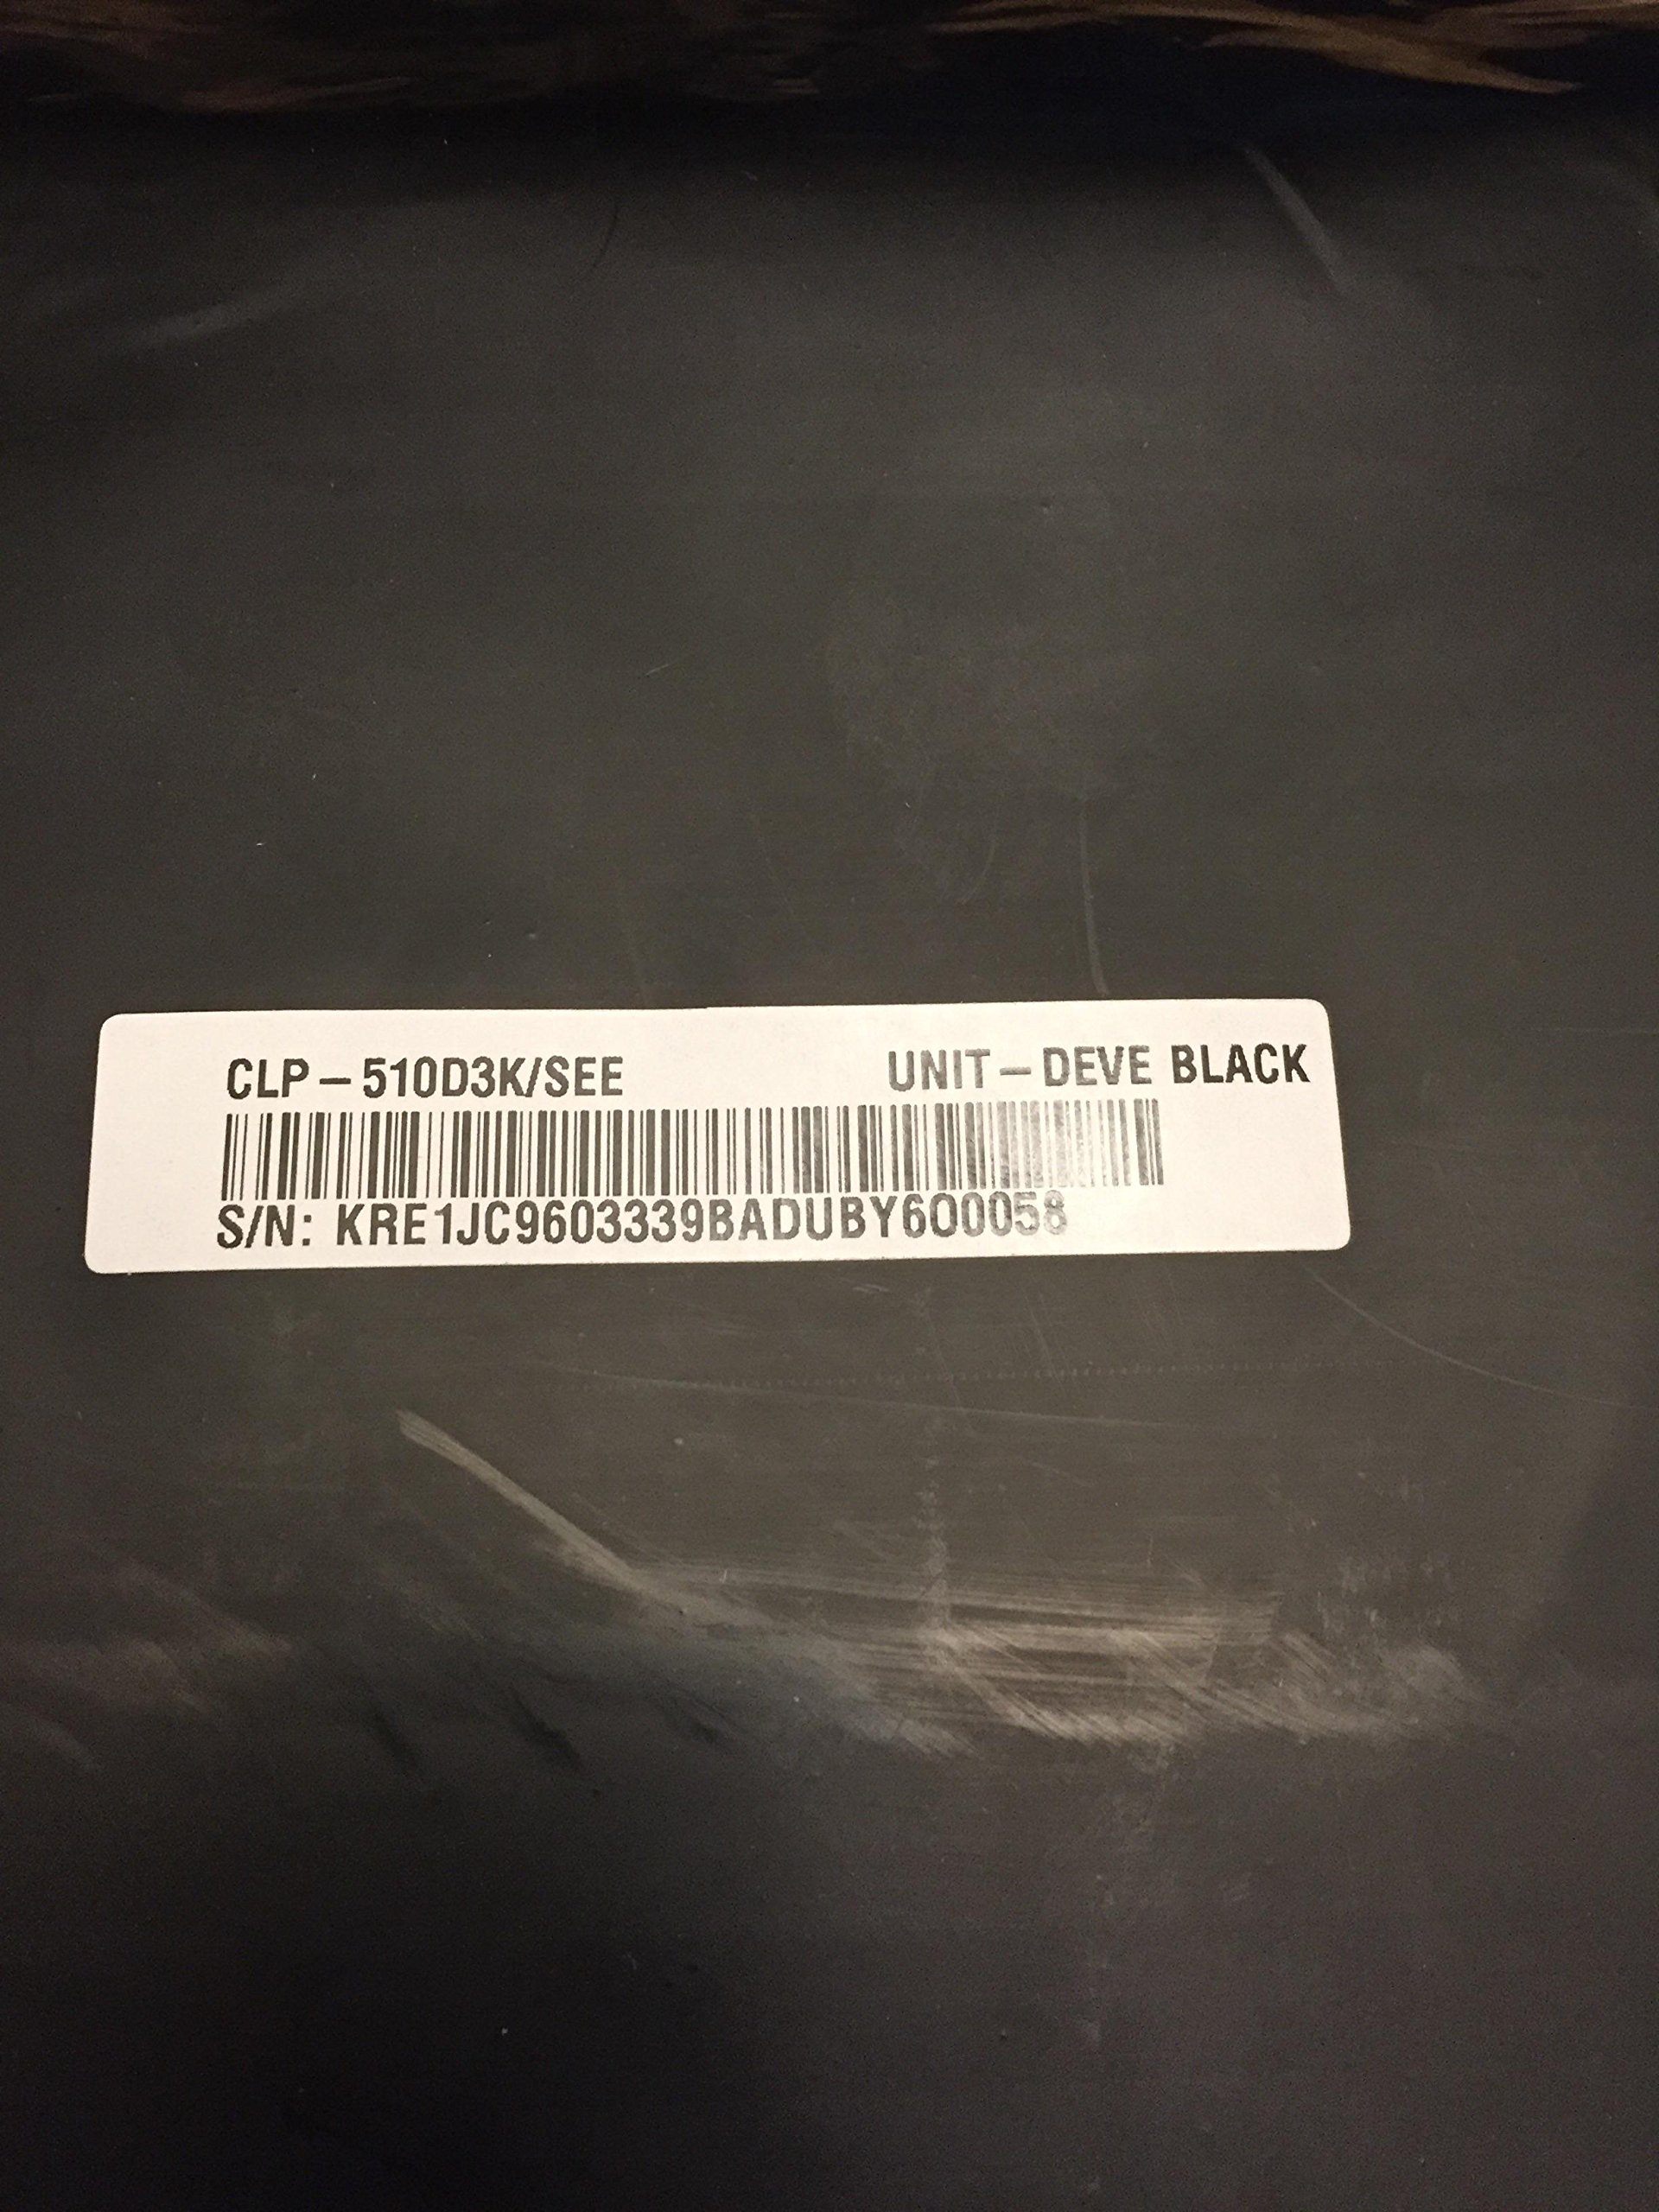 CLP-510D3K/SEE UNIT-DEVE BLACK
S/N: KRE1JC9603339BADUBY600058